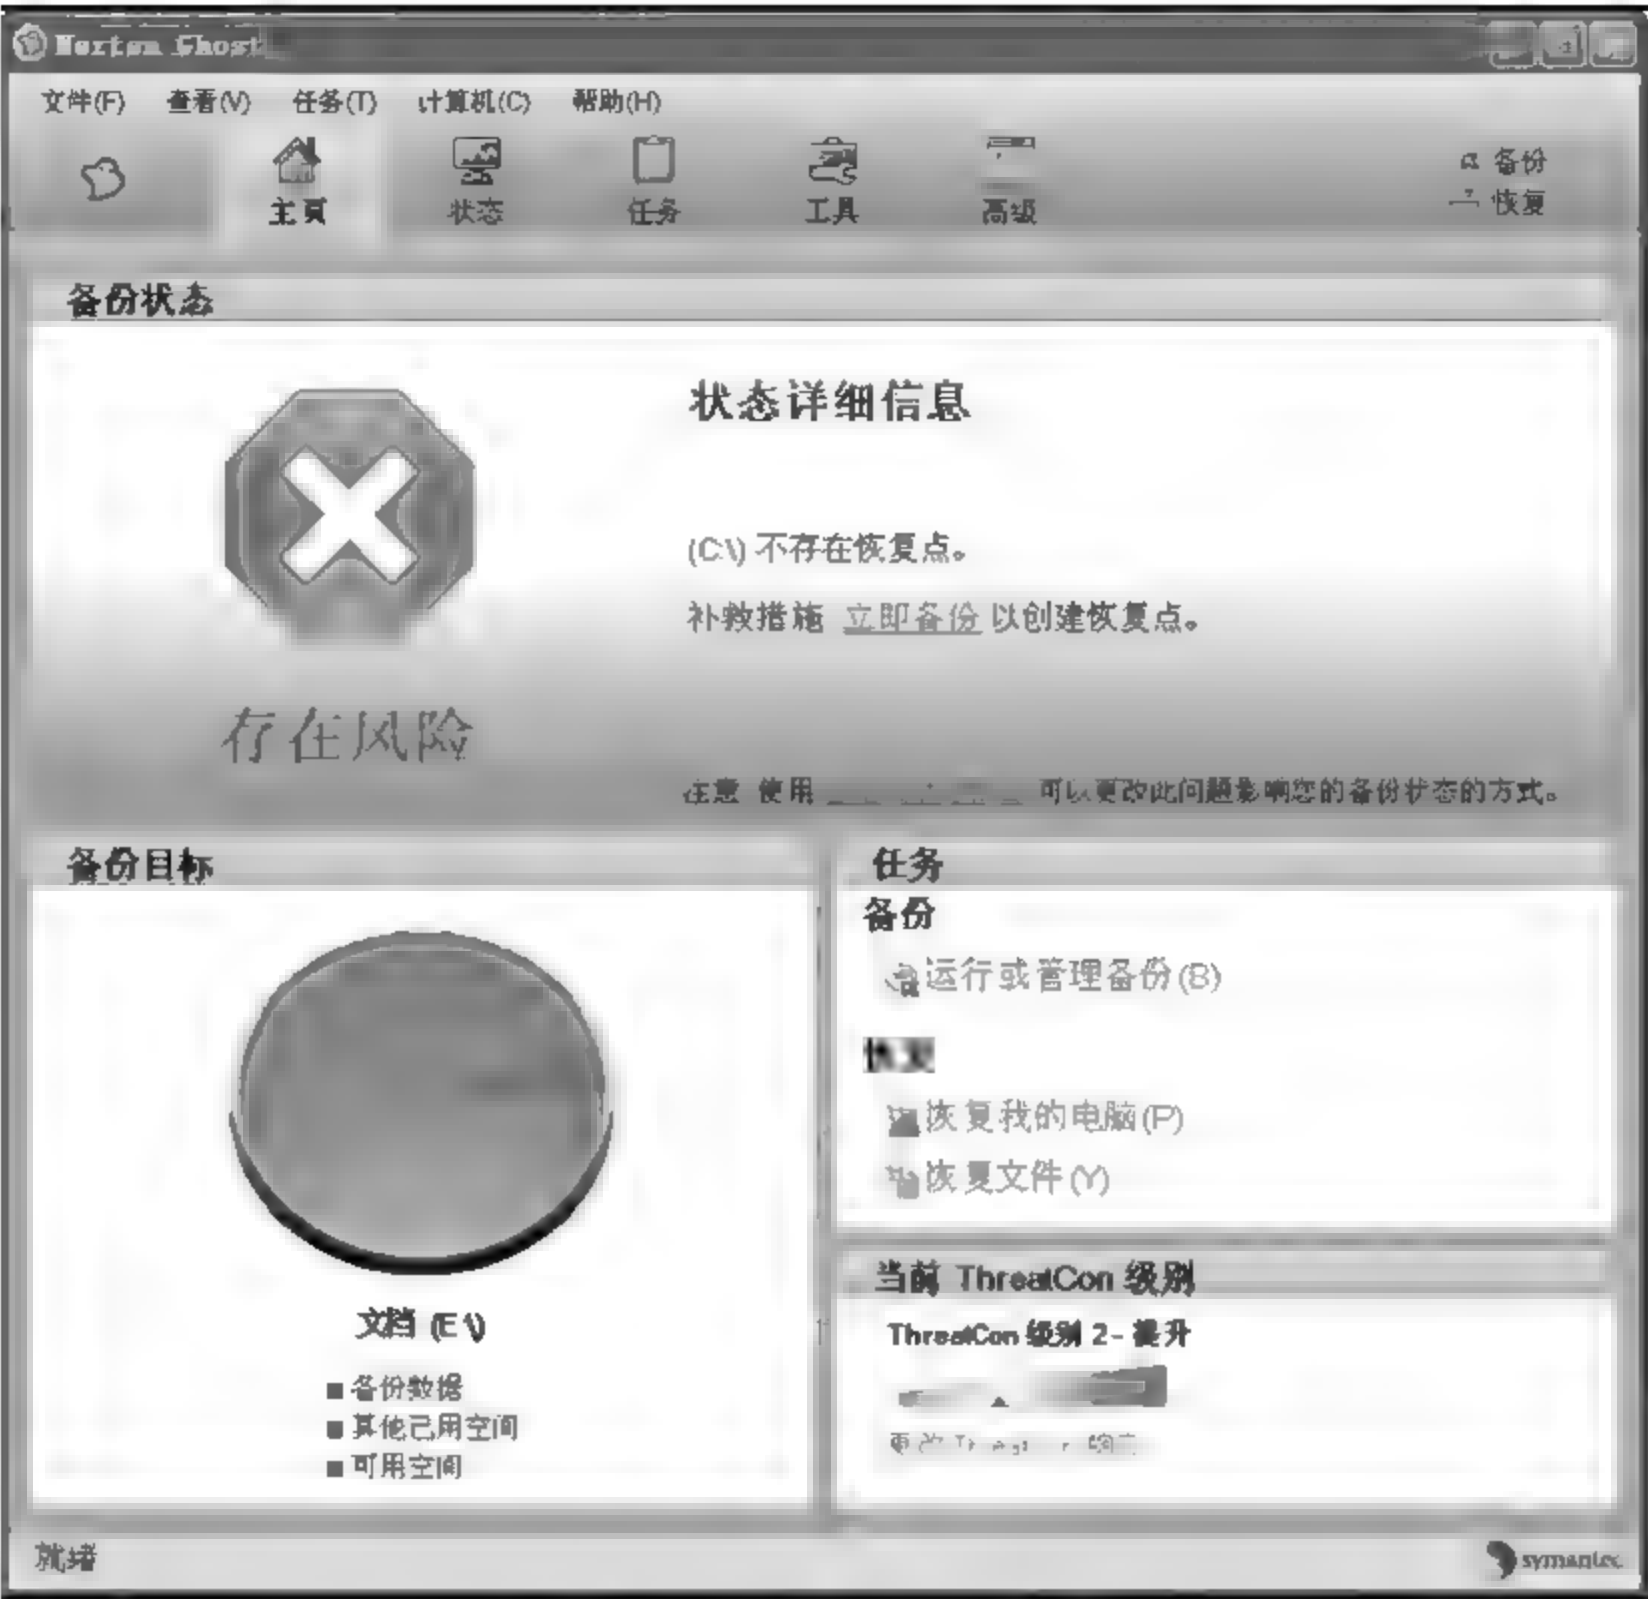 Norton Ghost
文件(F) 查看(V) 任务(T) 计算机(C) 帮助(H)
主页 状态 任务 工具 高级
备份
恢复
备份状态
状态详细信息
(C:\) 不存在恢复点。
补救措施 立即备份 以创建恢复点。
存在风险
注意 使用 可以更改此问题影响您的备份状态的方式。
备份目标
文档 (E:\)
备份数据
其他已用空间
可用空间
任务
备份
运行或管理备份(B)
恢复
恢复我的电脑(P)
恢复文件(Y)
当前 ThreatCon 级别
ThreatCon 级别 2 - 提升
更改
就绪
symantec